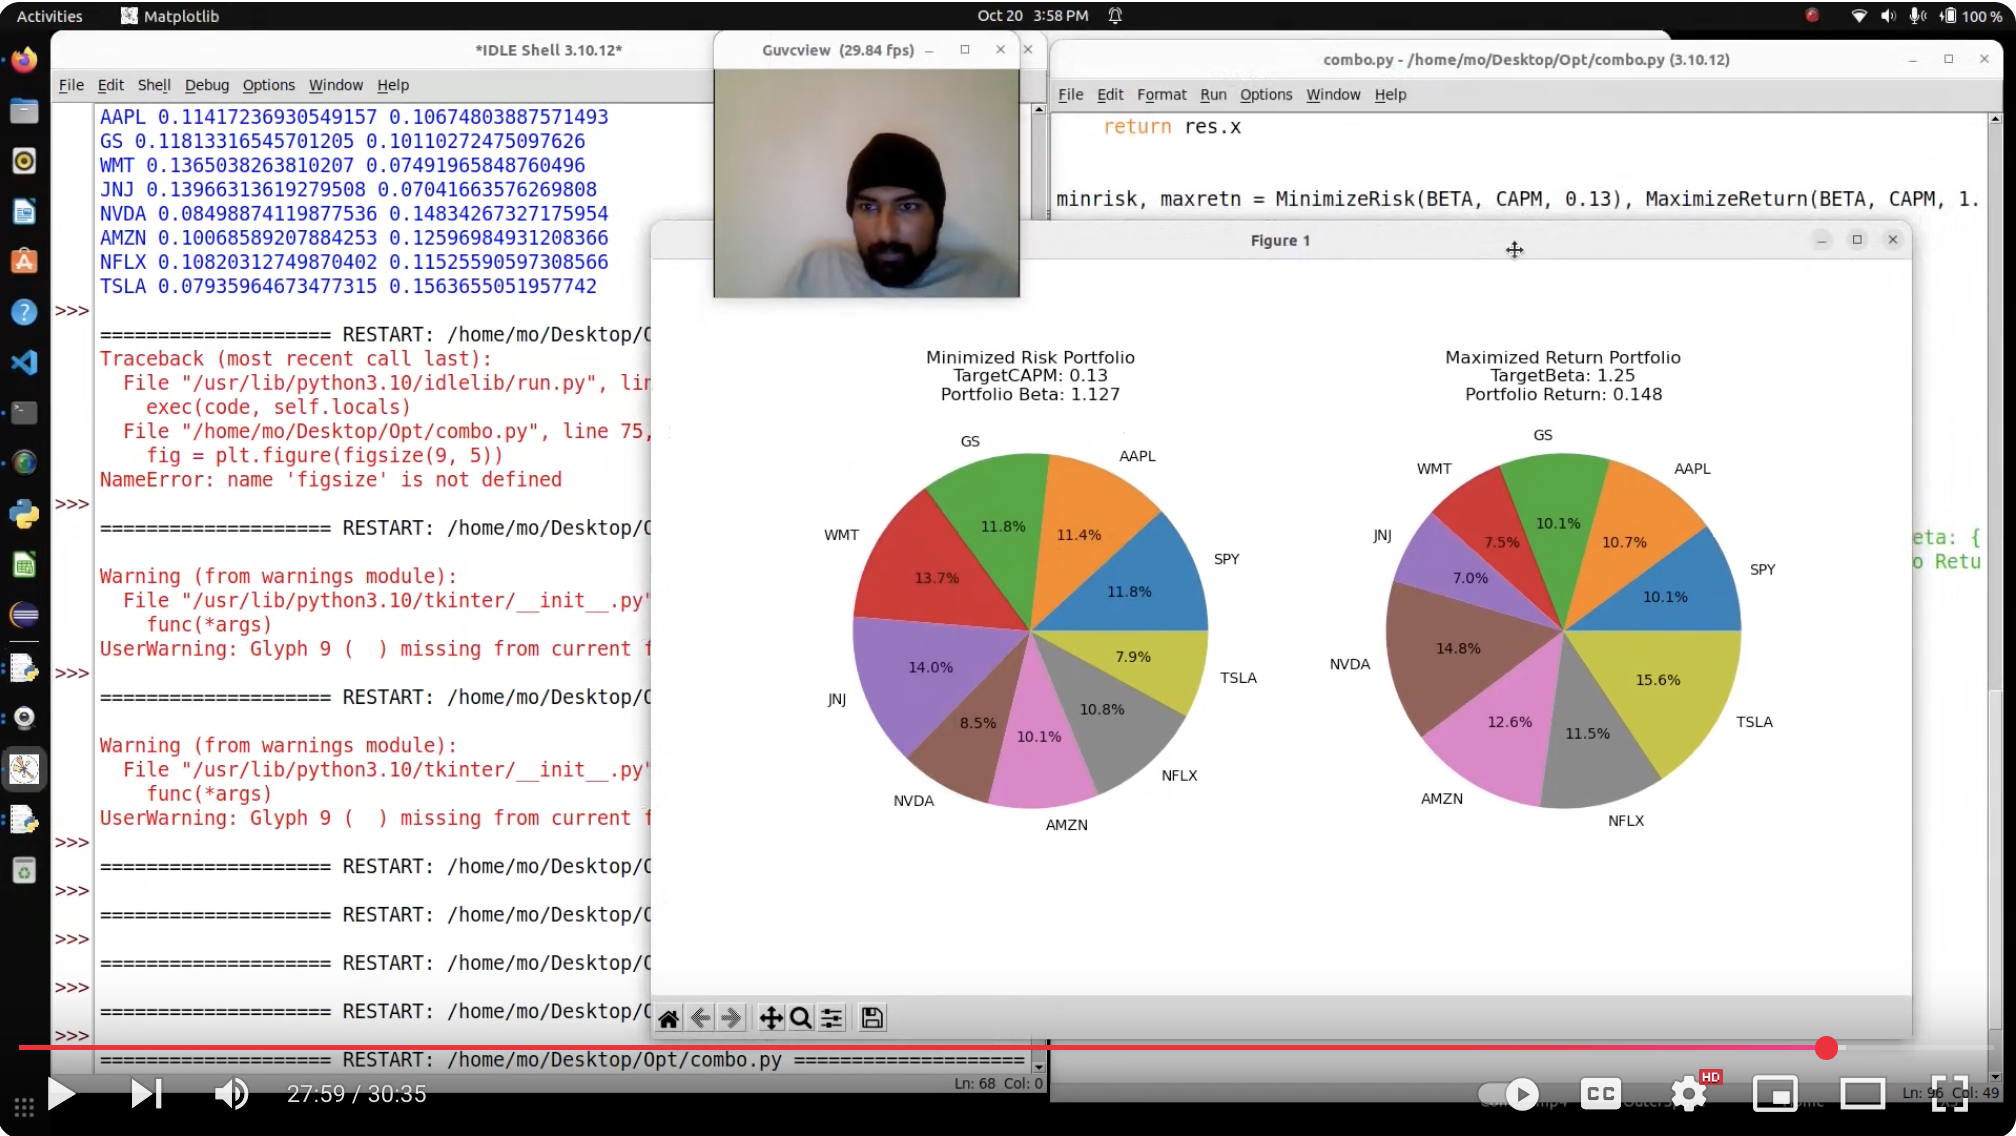 Activities
Matplotlib
Oct 20 3:58 PM
100 %
*IDLE Shell 3.10.12*
File Edit Shell Debug Options Window Help
AAPL 0.11417236930549157 0.10674803887571493
GS 0.11813316545701205 0.10110272475097626
WMT 0.1365038263810207 0.07491965848760496
JNJ 0.13966313619279508 0.07041663576269808
NVDA 0.08498874119877536 0.14834267327175954
AMZN 0.10068589207884253 0.12596984931208366
NFLX 0.10820312749870402 0.11525590597308566
TSLA 0.07935964673477315 0.1563655051957742
>>>
=================== RESTART: /home/mo/Desktop/O
Traceback (most recent call last):
File "/usr/lib/python3.10/idlelib/run.py", lin
exec(code, self.locals)
File "/home/mo/Desktop/Opt/combo.py", line 75,
fig = plt.figure(figsize(9, 5))
NameError: name 'figsize' is not defined
>>>
=================== RESTART: /home/mo/Desktop/O
Warning (from warnings module):
File "/usr/lib/python3.10/tkinter/__init__.py"
func(*args)
UserWarning: Glyph 9 ( ) missing from current f
>>>
=================== RESTART: /home/mo/Desktop/O
Warning (from warnings module):
File "/usr/lib/python3.10/tkinter/__init__.py"
func(*args)
UserWarning: Glyph 9 ( ) missing from current f
>>>
=================== RESTART: /home/mo/Desktop/O
>>>
=================== RESTART: /home/mo/Desktop/O
>>>
=================== RESTART: /home/mo/Desktop/O
>>>
=================== RESTART: /home/mo/Desktop/O
>>>
=================== RESTART: /home/mo/Desktop/Opt/combo.py ===================
Ln: 68 Col: 0
Guvcview (29.84 fps)
combo.py - /home/mo/Desktop/Opt/combo.py (3.10.12)
File Edit Format Run Options Window Help
return res.x
minrisk, maxretn = MinimizeRisk(BETA, CAPM, 0.13), MaximizeReturn(BETA, CAPM, 1.
eta: {
o Retu
Ln: 96 Col: 49
Figure 1
Minimized Risk Portfolio
TargetCAPM: 0.13
Portfolio Beta: 1.127
GS
AAPL
WMT
SPY
JNJ
TSLA
NVDA
NFLX
AMZN
11.8%
11.4%
13.7%
11.8%
14.0%
7.9%
8.5%
10.8%
10.1%
Maximized Return Portfolio
TargetBeta: 1.25
Portfolio Return: 0.148
GS
WMT
AAPL
JNJ
SPY
NVDA
TSLA
AMZN
NFLX
10.1%
7.5%
10.7%
7.0%
10.1%
14.8%
15.6%
12.6%
11.5%
27:59 / 30:35
CC
HD